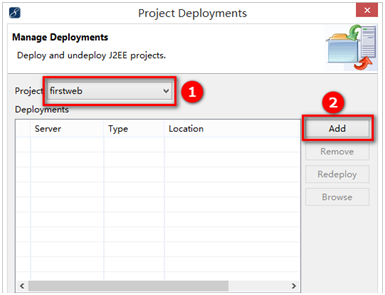 Project Deployments
Manage Deployments
Deploy and undeploy J2EE projects.
Project firstweb
1
2
Deployments
Server Type Location
Add
Remove
Redeploy
Browse